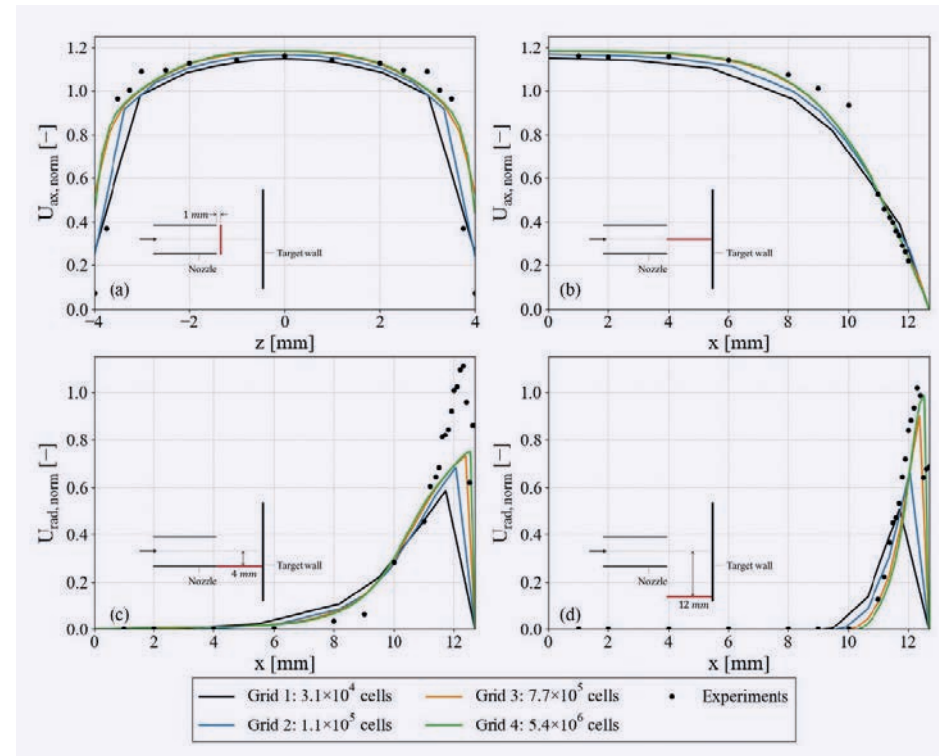 1.2
1.0
0.8
0.6
0.4
0.2
0.0
U_ax, norm [−]
1 mm
Nozzle
Target wall
(a)
−4 −2 0 2 4
z [mm]
1.2
1.0
0.8
0.6
0.4
0.2
0.0
U_ax, norm [−]
Nozzle
Target wall
(b)
0 2 4 6 8 10 12
x [mm]
1.0
0.8
0.6
0.4
0.2
0.0
U_rad, norm [−]
Nozzle
4 mm
Target wall
(c)
0 2 4 6 8 10 12
x [mm]
1.0
0.8
0.6
0.4
0.2
0.0
U_rad, norm [−]
Nozzle
Target wall
12 mm
(d)
0 2 4 6 8 10 12
x [mm]
Grid 1: 3.1×10⁴ cells
Grid 2: 1.1×10⁵ cells
Grid 3: 7.7×10⁵ cells
Grid 4: 5.4×10⁶ cells
Experiments